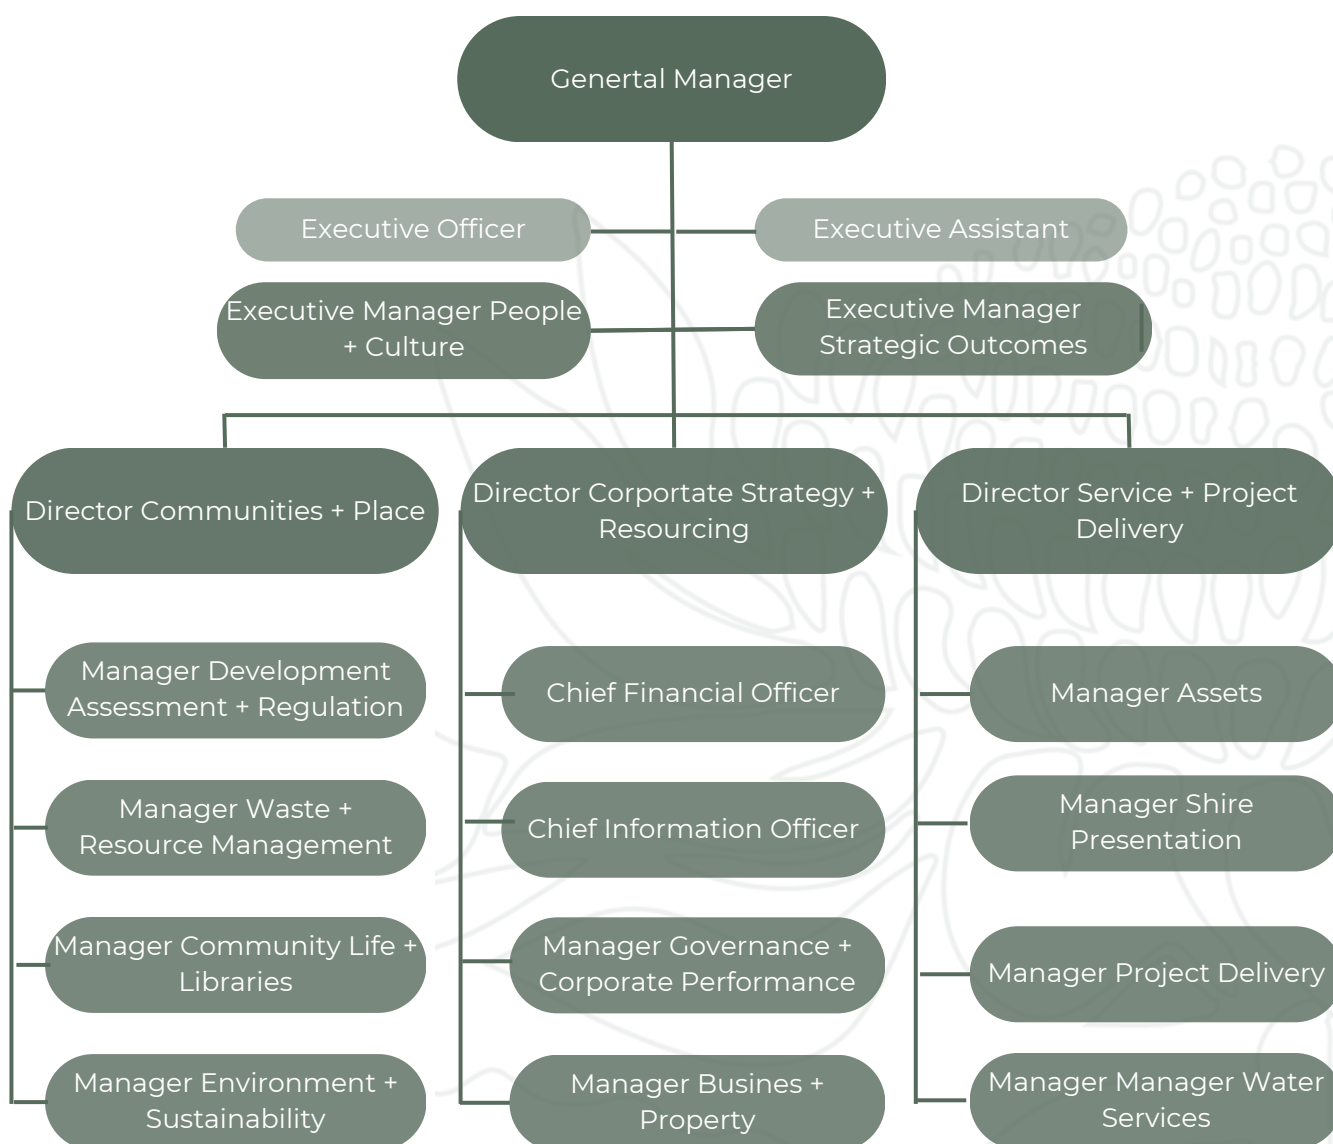 Genertal Manager
Executive Officer
Executive Assistant
Executive Manager People
+ Culture
Executive Manager
Strategic Outcomes
Director Communities + Place
Director Corportate Strategy +
Resourcing
Director Service + Project
Delivery
Manager Development
Assessment + Regulation
Manager Waste +
Resource Management
Manager Community Life +
Libraries
Manager Environment +
Sustainability
Chief Financial Officer
Chief Information Officer
Manager Governance +
Corporate Performance
Manager Busines +
Property
Manager Assets
Manager Shire
Presentation
Manager Project Delivery
Manager Manager Water
Services